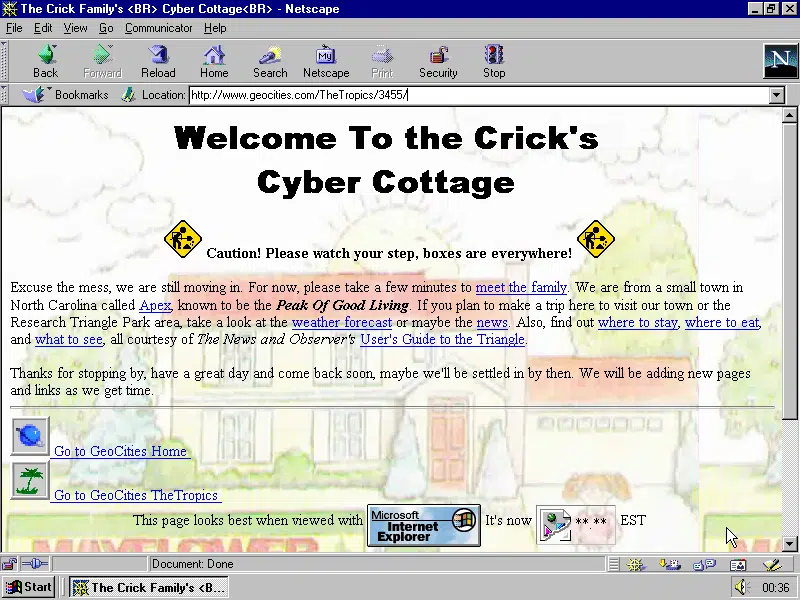 The Crick Family's <BR> Cyber Cottage<BR> - Netscape
File Edit View Go Communicator Help
Back Forward Reload Home Search Netscape Print Security Stop
My
N
Bookmarks Location: http://www.geocities.com/TheTropics/3455/
Welcome To the Crick's
Cyber Cottage
Caution! Please watch your step, boxes are everywhere!
Excuse the mess, we are still moving in. For now, please take a few minutes to meet the family. We are from a small town in
North Carolina called Apex, known to be the Peak Of Good Living. If you plan to make a trip here to visit our town or the
Research Triangle Park area, take a look at the weather forecast or maybe the news. Also, find out where to stay, where to eat,
and what to see, all courtesy of The News and Observer's User's Guide to the Triangle.
Thanks for stopping by, have a great day and come back soon, maybe we'll be settled in by then. We will be adding new pages
and links as we get time.
Go to GeoCities Home
Go to GeoCities TheTropics
This page looks best when viewed with Microsoft Internet Explorer It's now **.** EST
MAYFLOWER
Document: Done
Start The Crick Family's <B... 00:36